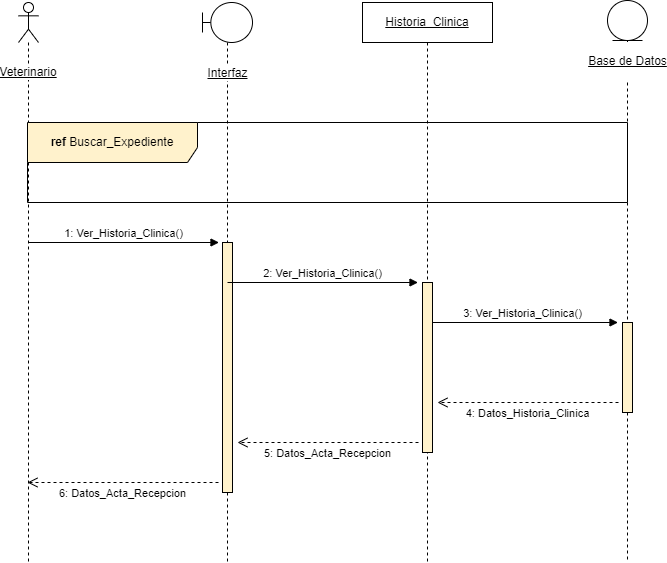 Veterinario
Interfaz
Historia_Clinica
Base de Datos
ref Buscar_Expediente
1: Ver_Historia_Clinica()
2: Ver_Historia_Clinica()
3: Ver_Historia_Clinica()
4: Datos_Historia_Clinica
5: Datos_Acta_Recepcion
6: Datos_Acta_Recepcion